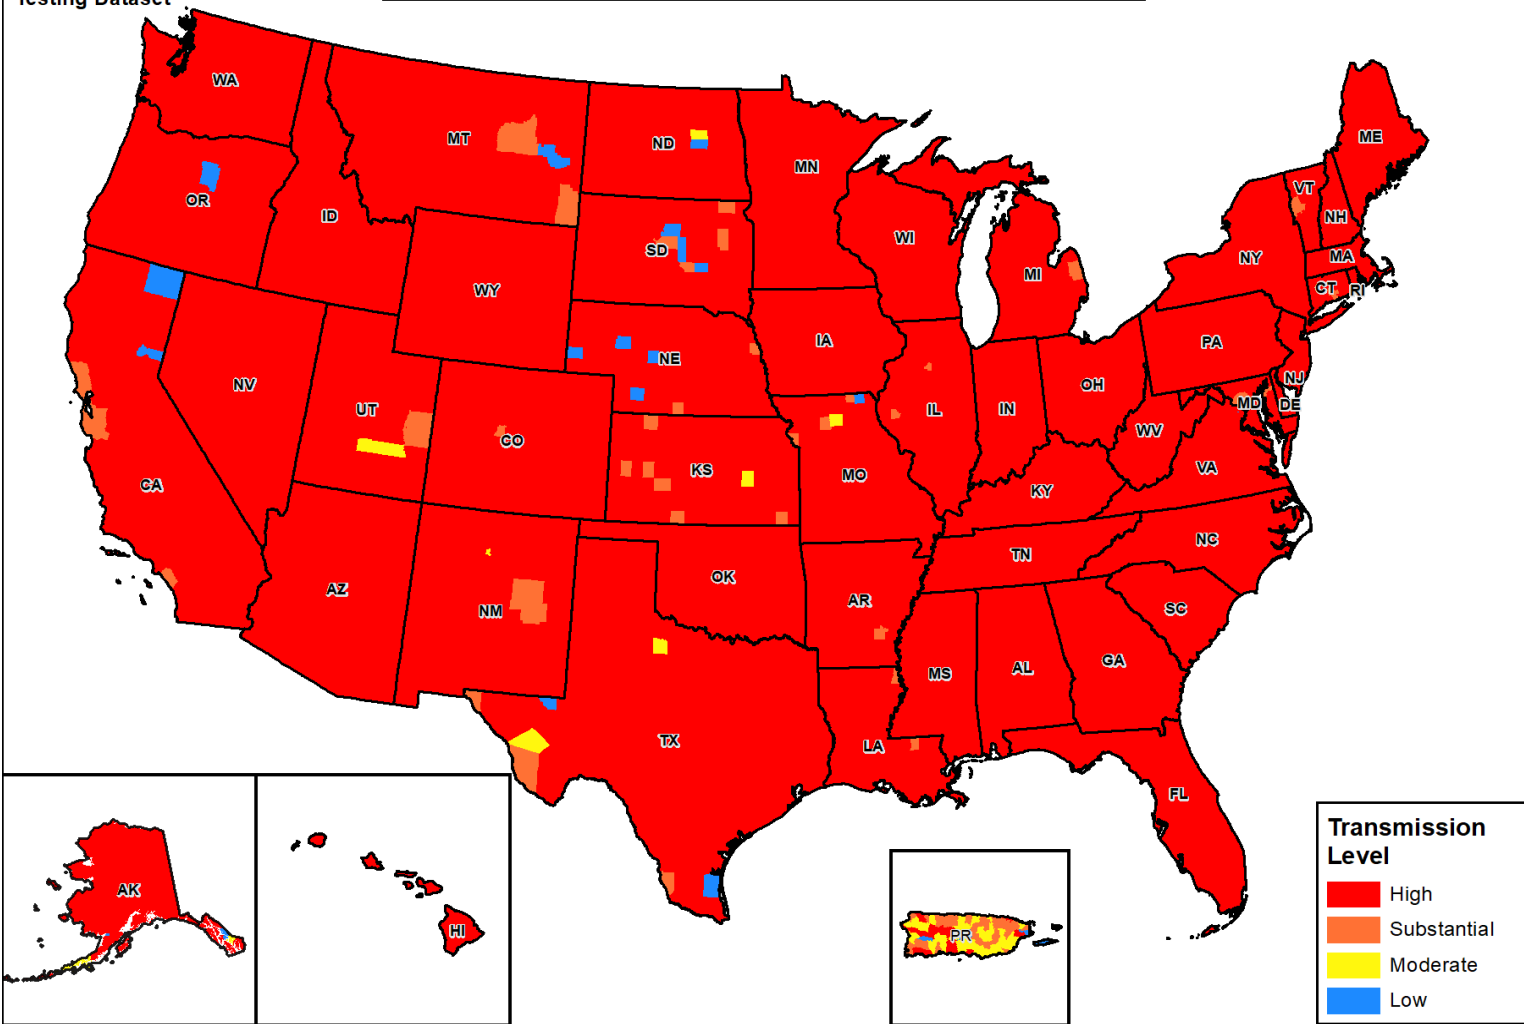 Testing Dataset
WA
MT
ND
MN
ME
OR
ID
SD
WI
VT
NH
NY
MA
MI
WY
CT
RI
IA
NE
PA
NV
UT
OH
NJ
CO
IL
IN
MD
DE
WV
CA
KS
MO
VA
KY
NC
TN
AZ
OK
NM
AR
SC
MS
AL
GA
TX
LA
FL
AK
HI
PR
Transmission
Level
High
Substantial
Moderate
Low